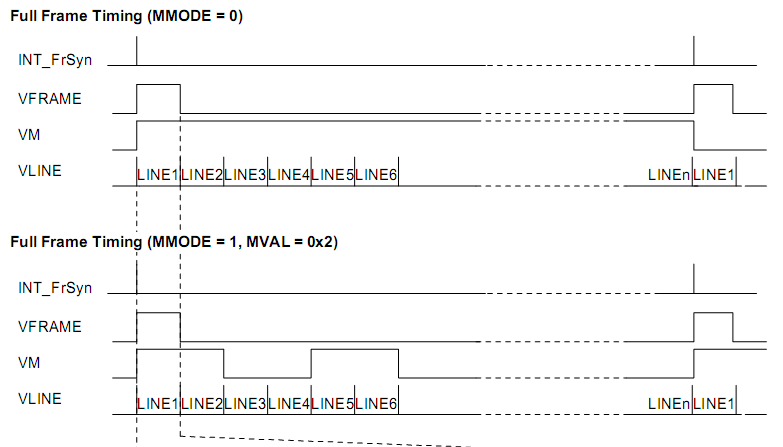 Full Frame Timing (MMODE = 0)
INT_FrSyn
VFRAME
VM
VLINE
LINE1 LINE2 LINE3 LINE4 LINE5 LINE6 LINEn LINE1
Full Frame Timing (MMODE = 1, MVAL = 0x2)
INT_FrSyn
VFRAME
VM
VLINE
LINE1 LINE2 LINE3 LINE4 LINE5 LINE6 LINEn LINE1